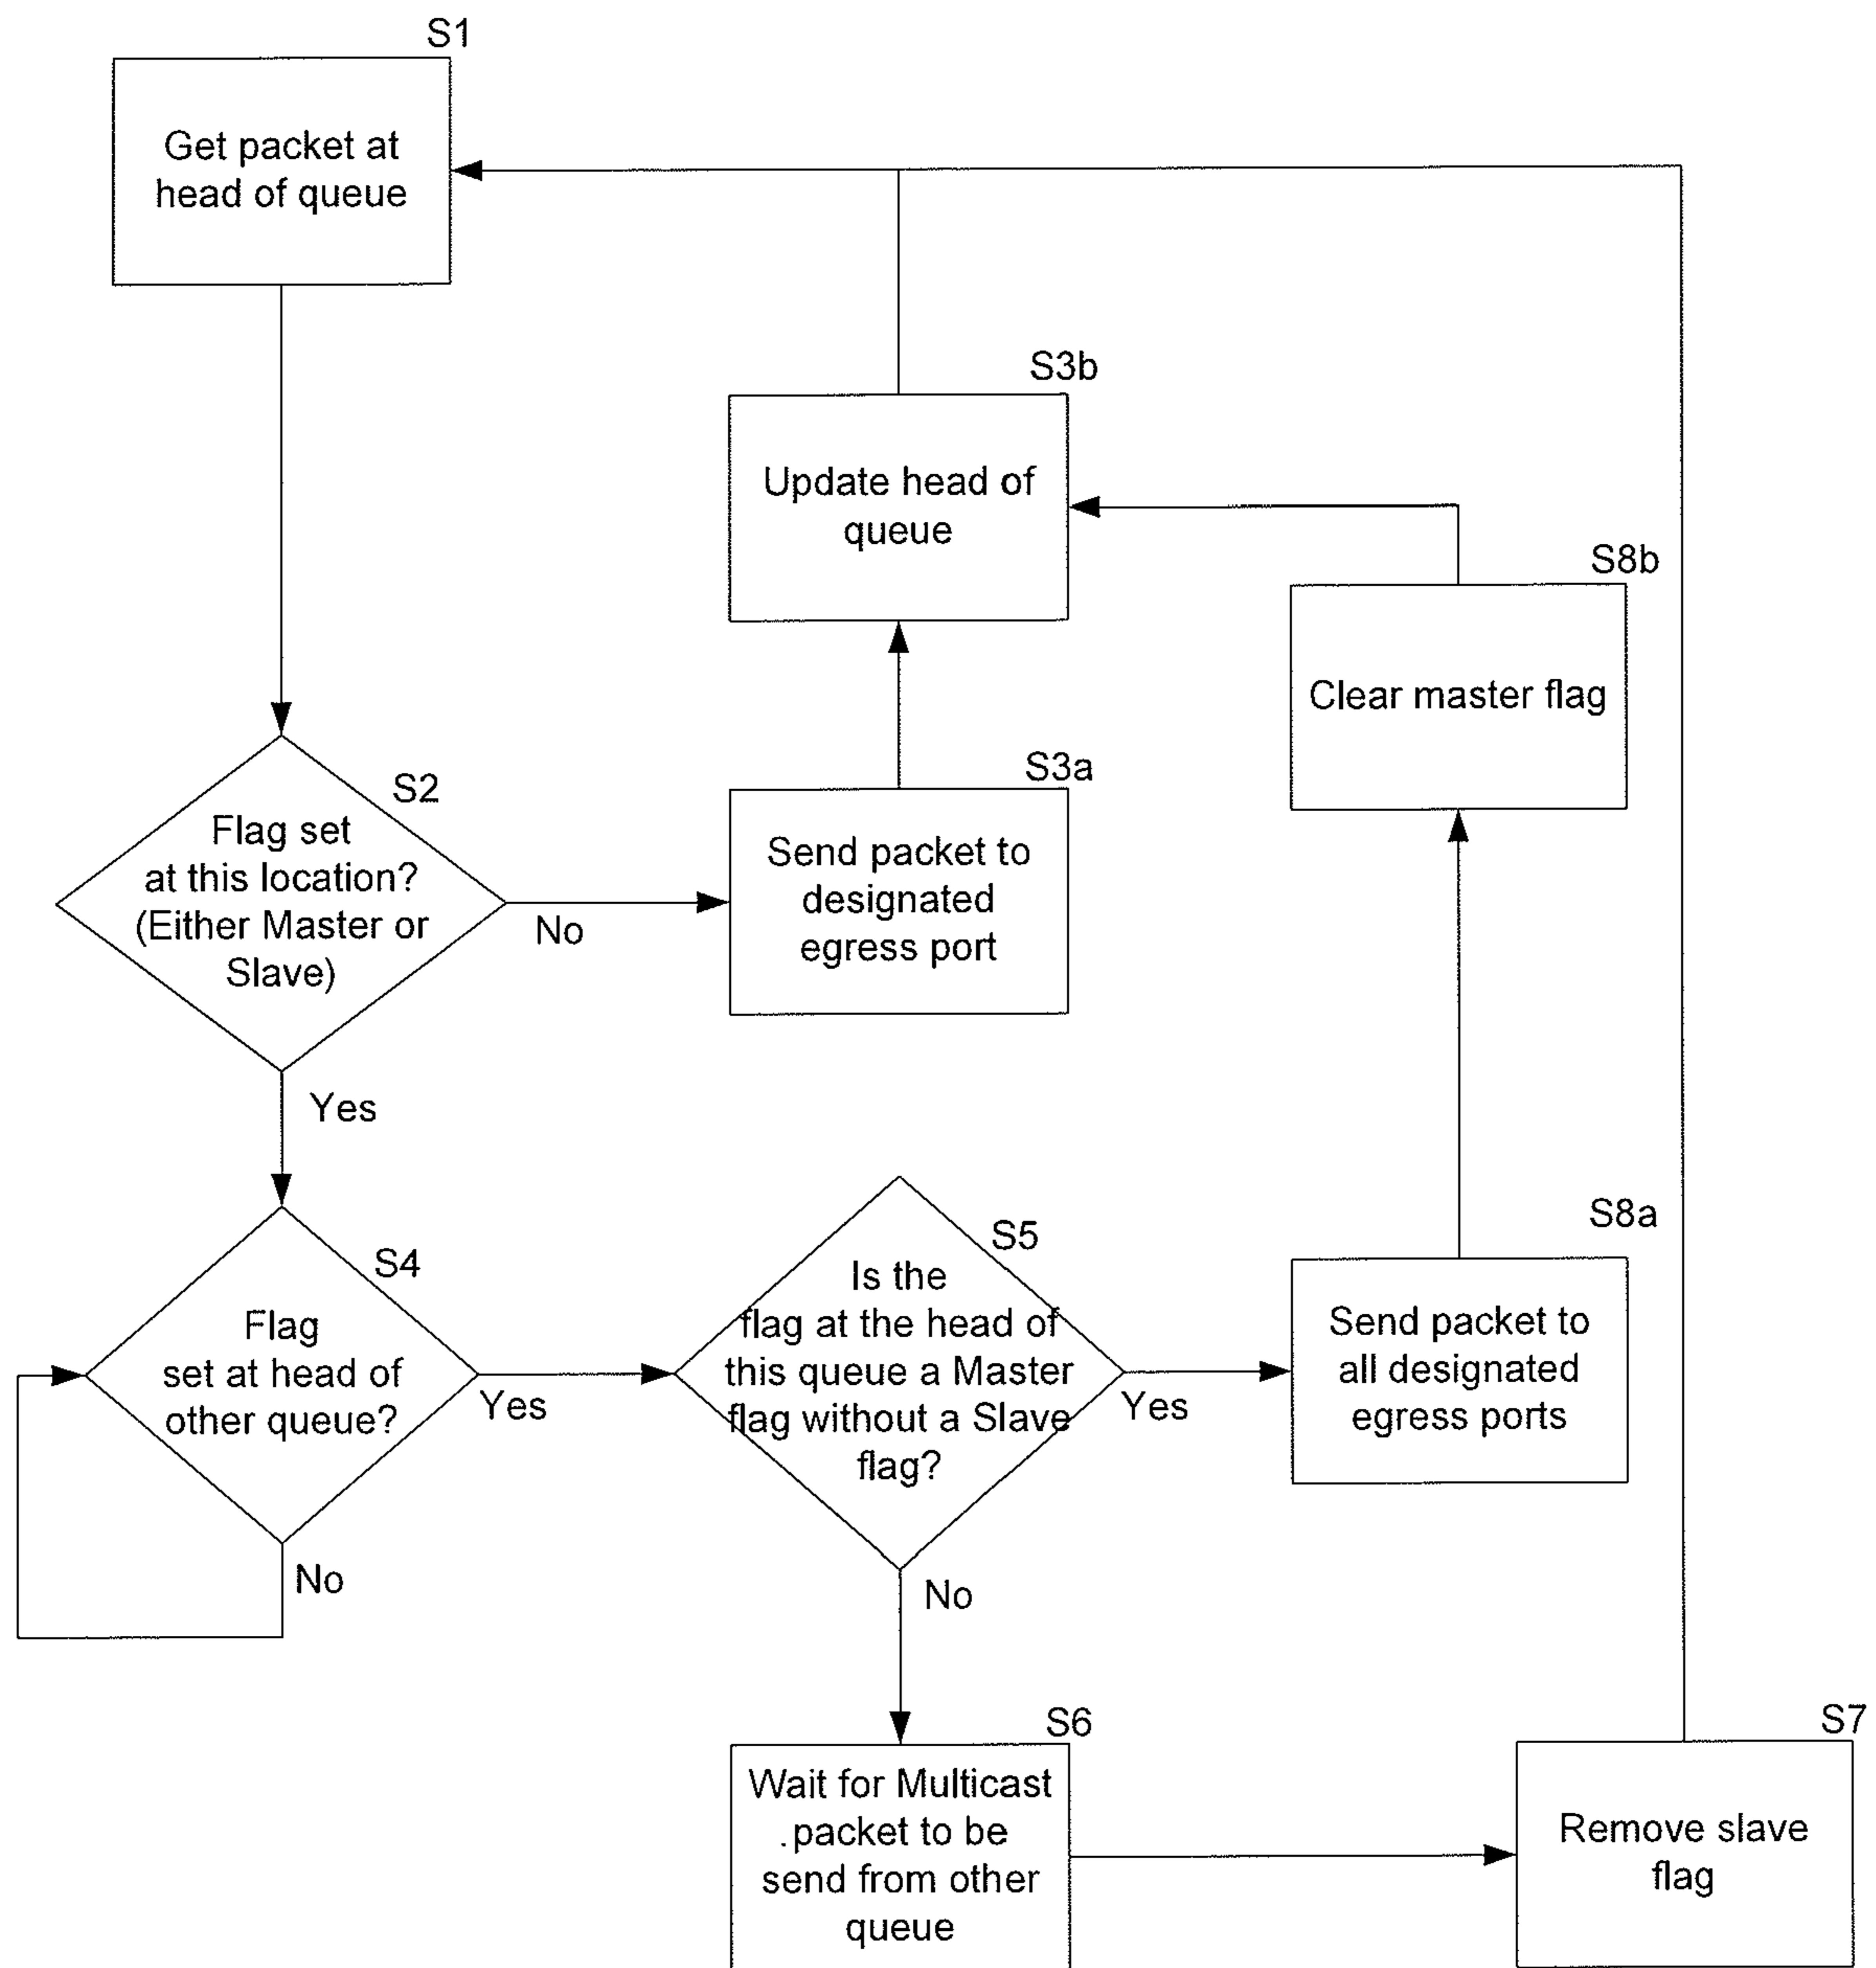 S1
Get packet at
head of queue
S3b
Update head of
queue
S8b
Clear master flag
S2
Flag set
at this location?
(Either Master or
Slave)
No
Yes
S3a
Send packet to
designated
egress port
S4
Flag
set at head of
other queue?
Yes
No
S5
Is the
flag at the head of
this queue a Master
flag without a Slave
flag?
Yes
No
S8a
Send packet to
all designated
egress ports
S6
Wait for Multicast
.packet to be
send from other
queue
S7
Remove slave
flag